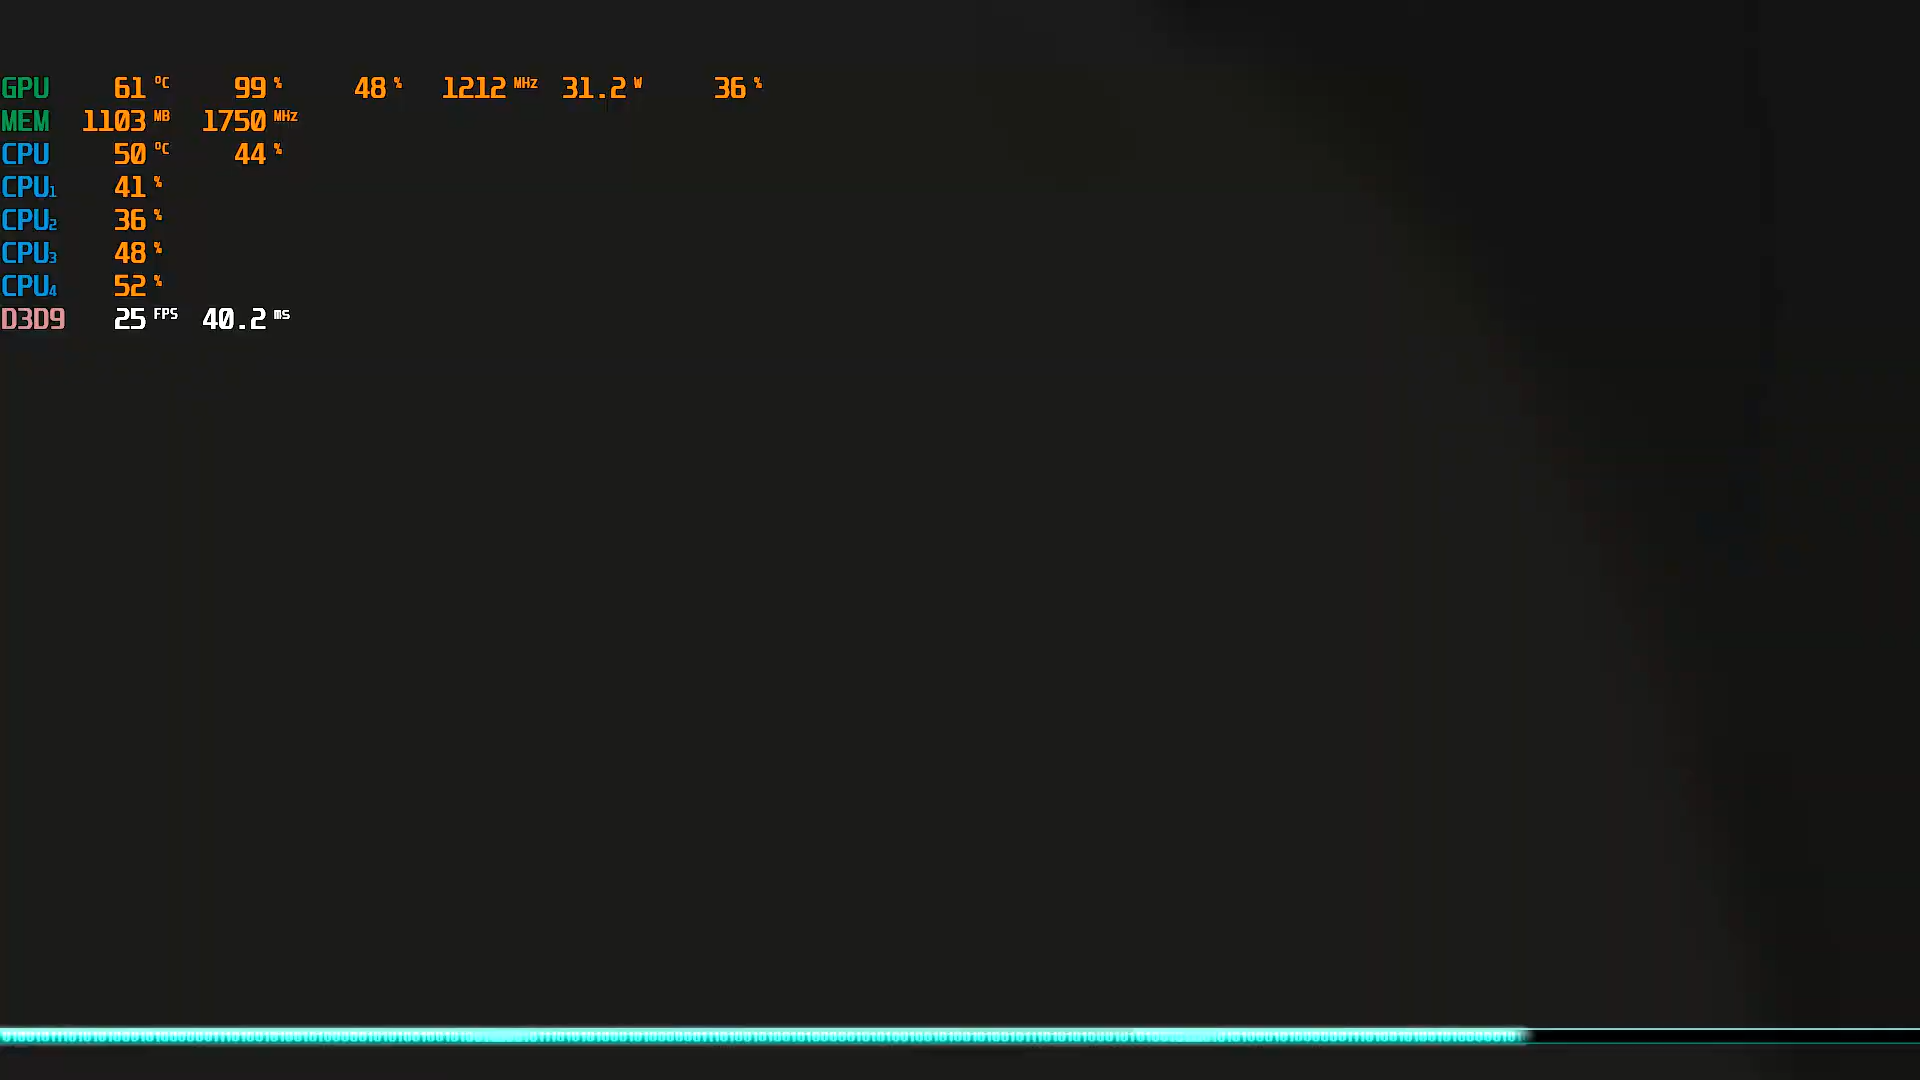 GPU 61 °C 99 % 48 % 1212 MHz 31.2 W 36 %
MEM 1103 MB 1750 MHz
CPU 50 °C 44 %
CPU1 41 %
CPU2 36 %
CPU3 48 %
CPU4 52 %
D3D9 25 FPS 40.2 ms